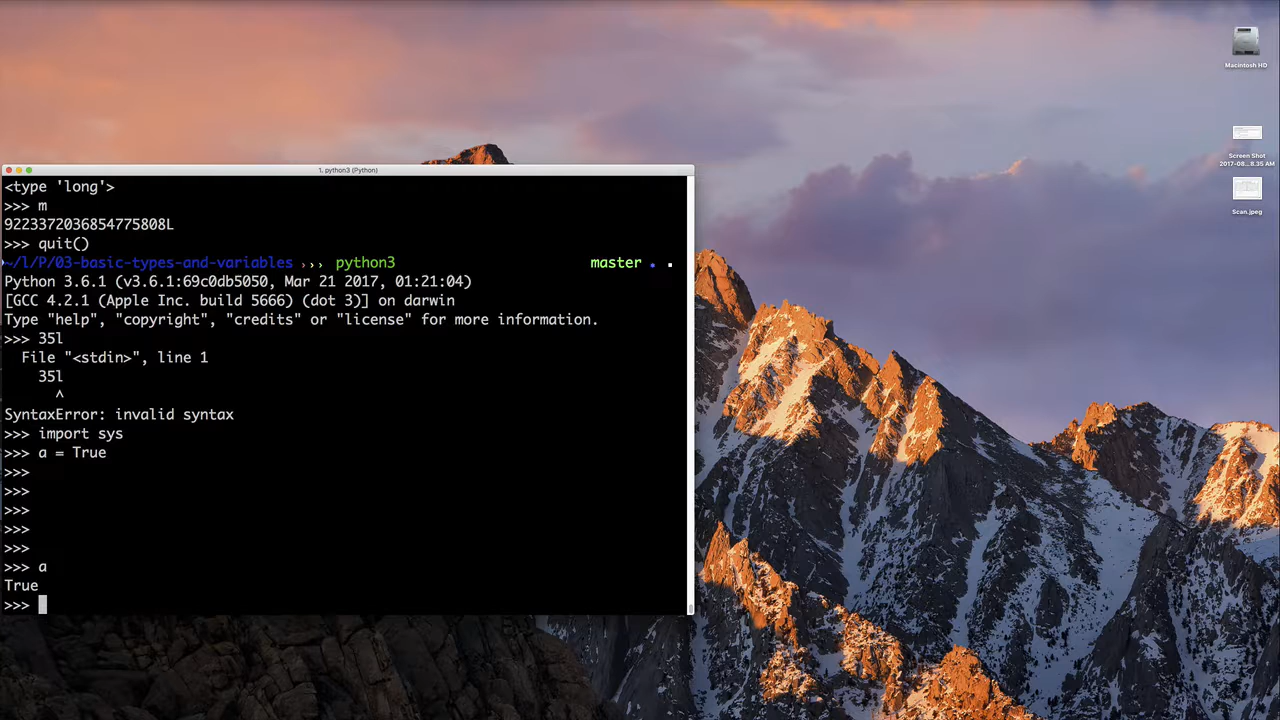 1. python3 (Python)
<type 'long'>
>>> m
9223372036854775808L
>>> quit()
~/l/P/03-basic-types-and-variables ››› python3 master
Python 3.6.1 (v3.6.1:69c0db5050, Mar 21 2017, 01:21:04)
[GCC 4.2.1 (Apple Inc. build 5666) (dot 3)] on darwin
Type "help", "copyright", "credits" or "license" for more information.
>>> 35l
File "<stdin>", line 1
35l
^
SyntaxError: invalid syntax
>>> import sys
>>> a = True
>>>
>>>
>>>
>>>
>>>
>>> a
True
>>>
Macintosh HD
Screen Shot
2017-08...8.35 AM
Scan.jpeg